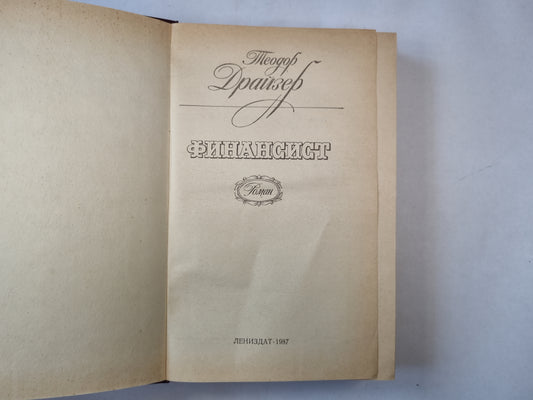 Теодор
Драйзер
ФИНАНСИСТ
Роман
ЛЕНИЗДАТ · 1987